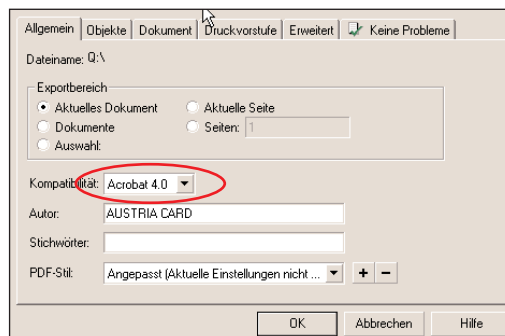 Allgemein Objekte Dokument Druckvorstufe Erweitert Keine Probleme
Dateiname: Q:\
Exportbereich
Aktuelles Dokument Aktuelle Seite
Dokumente Seiten: 1
Auswahl:
Kompatibilität: Acrobat 4.0
Autor: AUSTRIA CARD
Stichwörter:
PDF-Stil: Angepasst (Aktuelle Einstellungen nicht ... + −
OK Abbrechen Hilfe